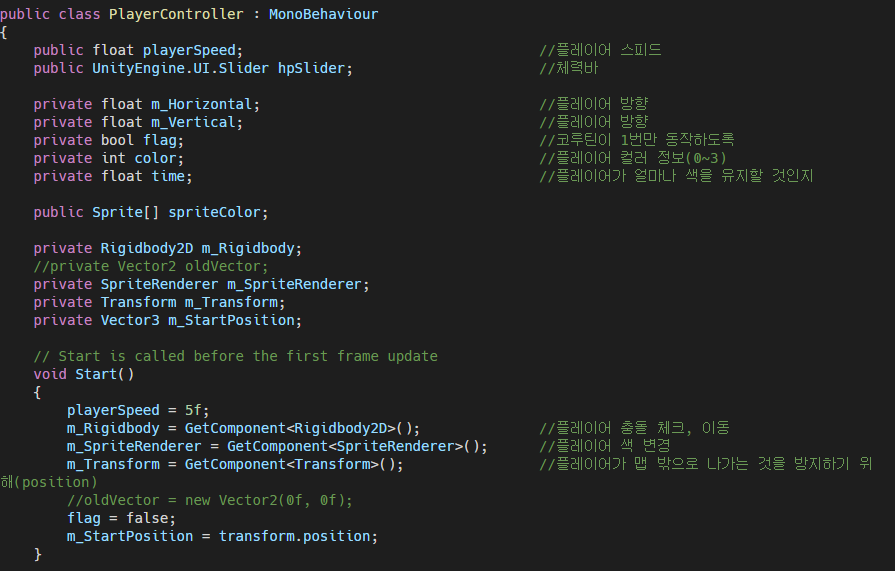 public class PlayerController : MonoBehaviour
{
    public float playerSpeed;                                   //플레이어 스피드
    public UnityEngine.UI.Slider hpSlider;                      //체력바

    private float m_Horizontal;                                 //플레이어 방향
    private float m_Vertical;                                   //플레이어 방향
    private bool flag;                                          //코루틴이 1번만 동작하도록
    private int color;                                          //플레이어 컬러 정보(0~3)
    private float time;                                         //플레이어가 얼마나 색을 유지할 것인지

    public Sprite[] spriteColor;

    private Rigidbody2D m_Rigidbody;
    //private Vector2 oldVector;
    private SpriteRenderer m_SpriteRenderer;
    private Transform m_Transform;
    private Vector3 m_StartPosition;

    // Start is called before the first frame update
    void Start()
    {
        playerSpeed = 5f;
        m_Rigidbody = GetComponent<Rigidbody2D>();              //플레이어 충돌 체크, 이동
        m_SpriteRenderer = GetComponent<SpriteRenderer>();      //플레이어 색 변경
        m_Transform = GetComponent<Transform>();                //플레이어가 맵 밖으로 나가는 것을 방지하기 위
해(position)
        //oldVector = new Vector2(0f, 0f);
        flag = false;
        m_StartPosition = transform.position;
    }